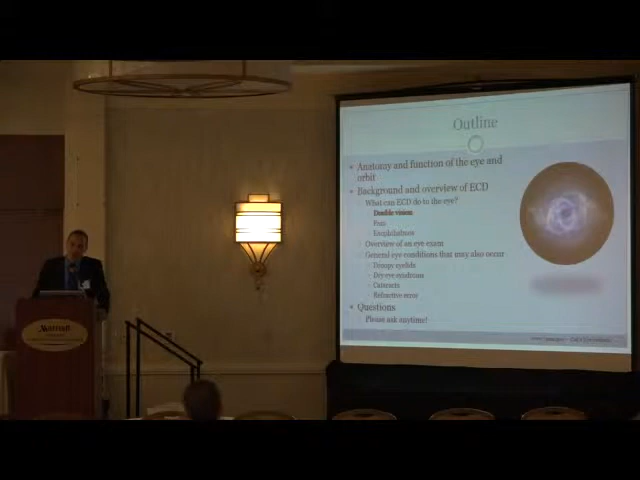 Outline
• Anatomy and function of the eye and
orbit
• Background and overview of ECD
What can ECD do to the eye?
Double vision
Pain
Exophthalmos
Overview of an eye exam
General eye conditions that may also occur
Droopy eyelids
Dry eye syndrome
Cataracts
Refractive error
• Questions
Please ask anytime!
Marriott